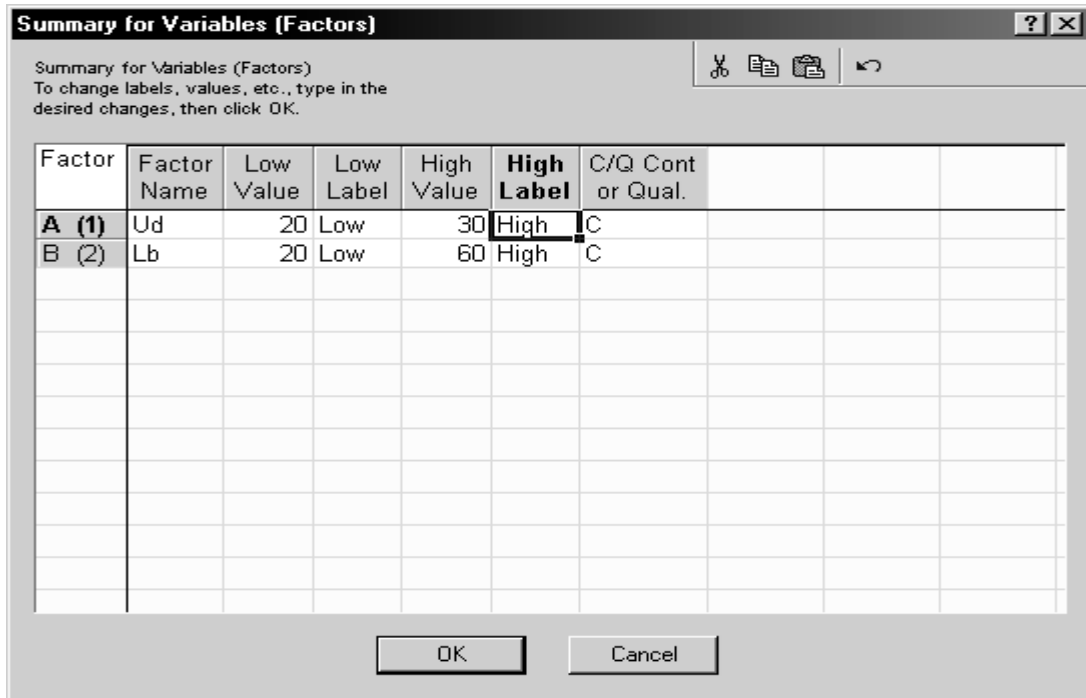 Summary for Variables (Factors)
Summary for Variables (Factors)
To change labels, values, etc., type in the
desired changes, then click OK.
Factor Factor Name Low Value Low Label High Value High Label C/Q Cont or Qual.
A (1) Ud 20 Low 30 High C
B (2) Lb 20 Low 60 High C
OK Cancel